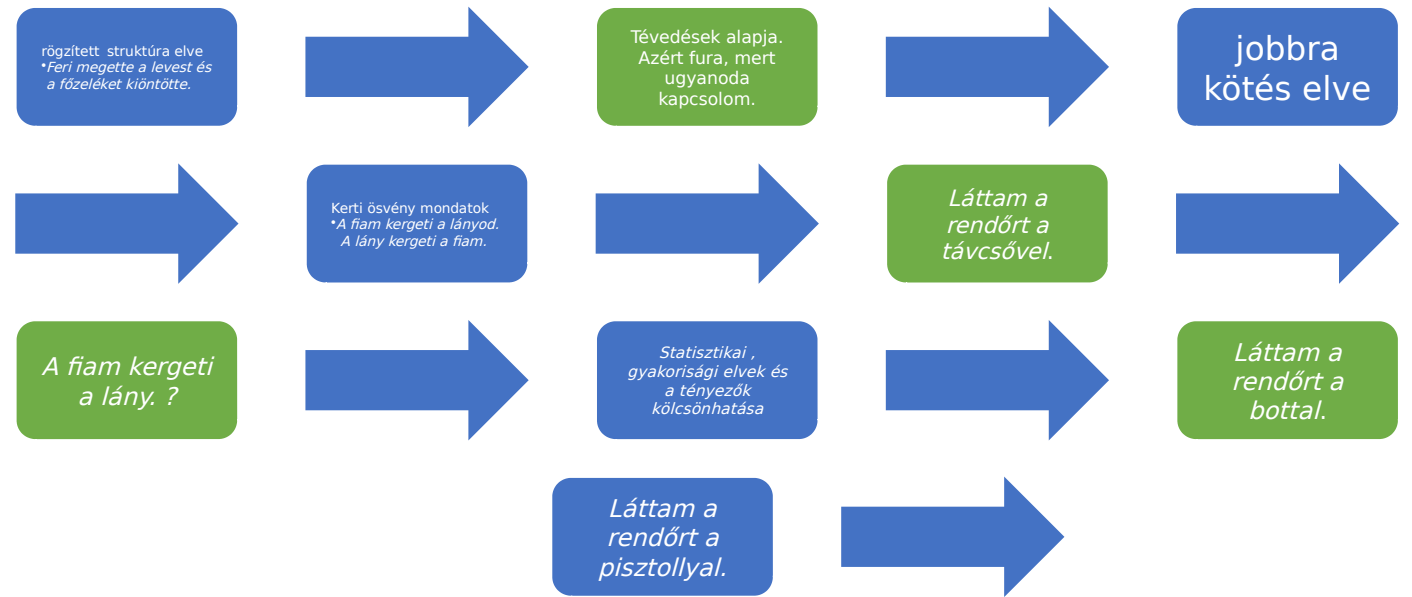 rögzített struktúra elve
•Feri megette a levest és
a főzeléket kiöntötte.
Tévedések alapja.
Azért fura, mert
ugyanoda
kapcsolom.
jobbra
kötés elve
Kerti ösvény mondatok
•A fiam kergeti a lányod.
A lány kergeti a fiam.
Láttam a
rendőrt a
távcsővel.
A fiam kergeti
a lány. ?
Statisztikai ,
gyakorisági elvek és
a tényezők
kölcsönhatása
Láttam a
rendőrt a
bottal.
Láttam a
rendőrt a
pisztollyal.